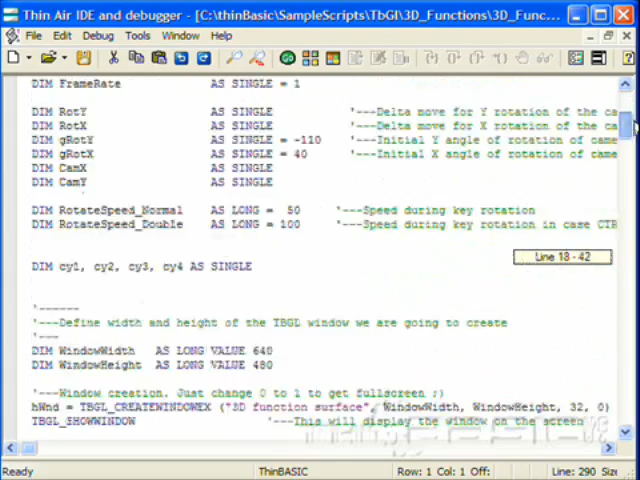 Thin Air IDE and debugger - [C:\thinBasic\SampleScripts\TbGl\3D_Functions\3D_Func...
File Edit Debug Tools Window Help
DIM FrameRate AS SINGLE = 1
DIM RotY AS SINGLE '---Delta move for Y rotation of the ca
DIM RotX AS SINGLE '---Delta move for X rotation of the ca
DIM gRotY AS SINGLE = -110 '---Initial Y angle of rotation of came
DIM gRotX AS SINGLE = 40 '---Initial X angle of rotation of came
DIM CamX AS SINGLE
DIM CamY AS SINGLE
DIM RotateSpeed_Normal AS LONG = 50 '---Speed during key rotation
DIM RotateSpeed_Double AS LONG = 100 '---Speed during key rotation in case CTR
Line 18 - 42
DIM cy1, cy2, cy3, cy4 AS SINGLE
'------
'---Define width and height of the TBGL window we are going to create
'---
DIM WindowWidth AS LONG VALUE 640
DIM WindowHeight AS LONG VALUE 480
'---Window creation. Just change 0 to 1 to get fullscreen ;)
hWnd = TBGL_CREATEWINDOWEX ("3D function surface", WindowWidth, WindowHeight, 32, 0)
TBGL_SHOWWINDOW '---This will display the window on the screen
Ready ThinBASIC Row: 1 Col: 1 Off: Line: 290 Size